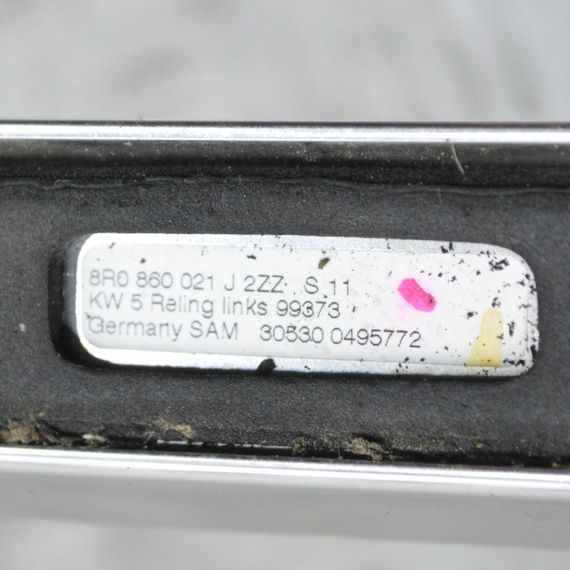 8R0 860 021 J 2ZZ S 11
KW 5 Reling links 99373
Germany SAM 30530 0495772